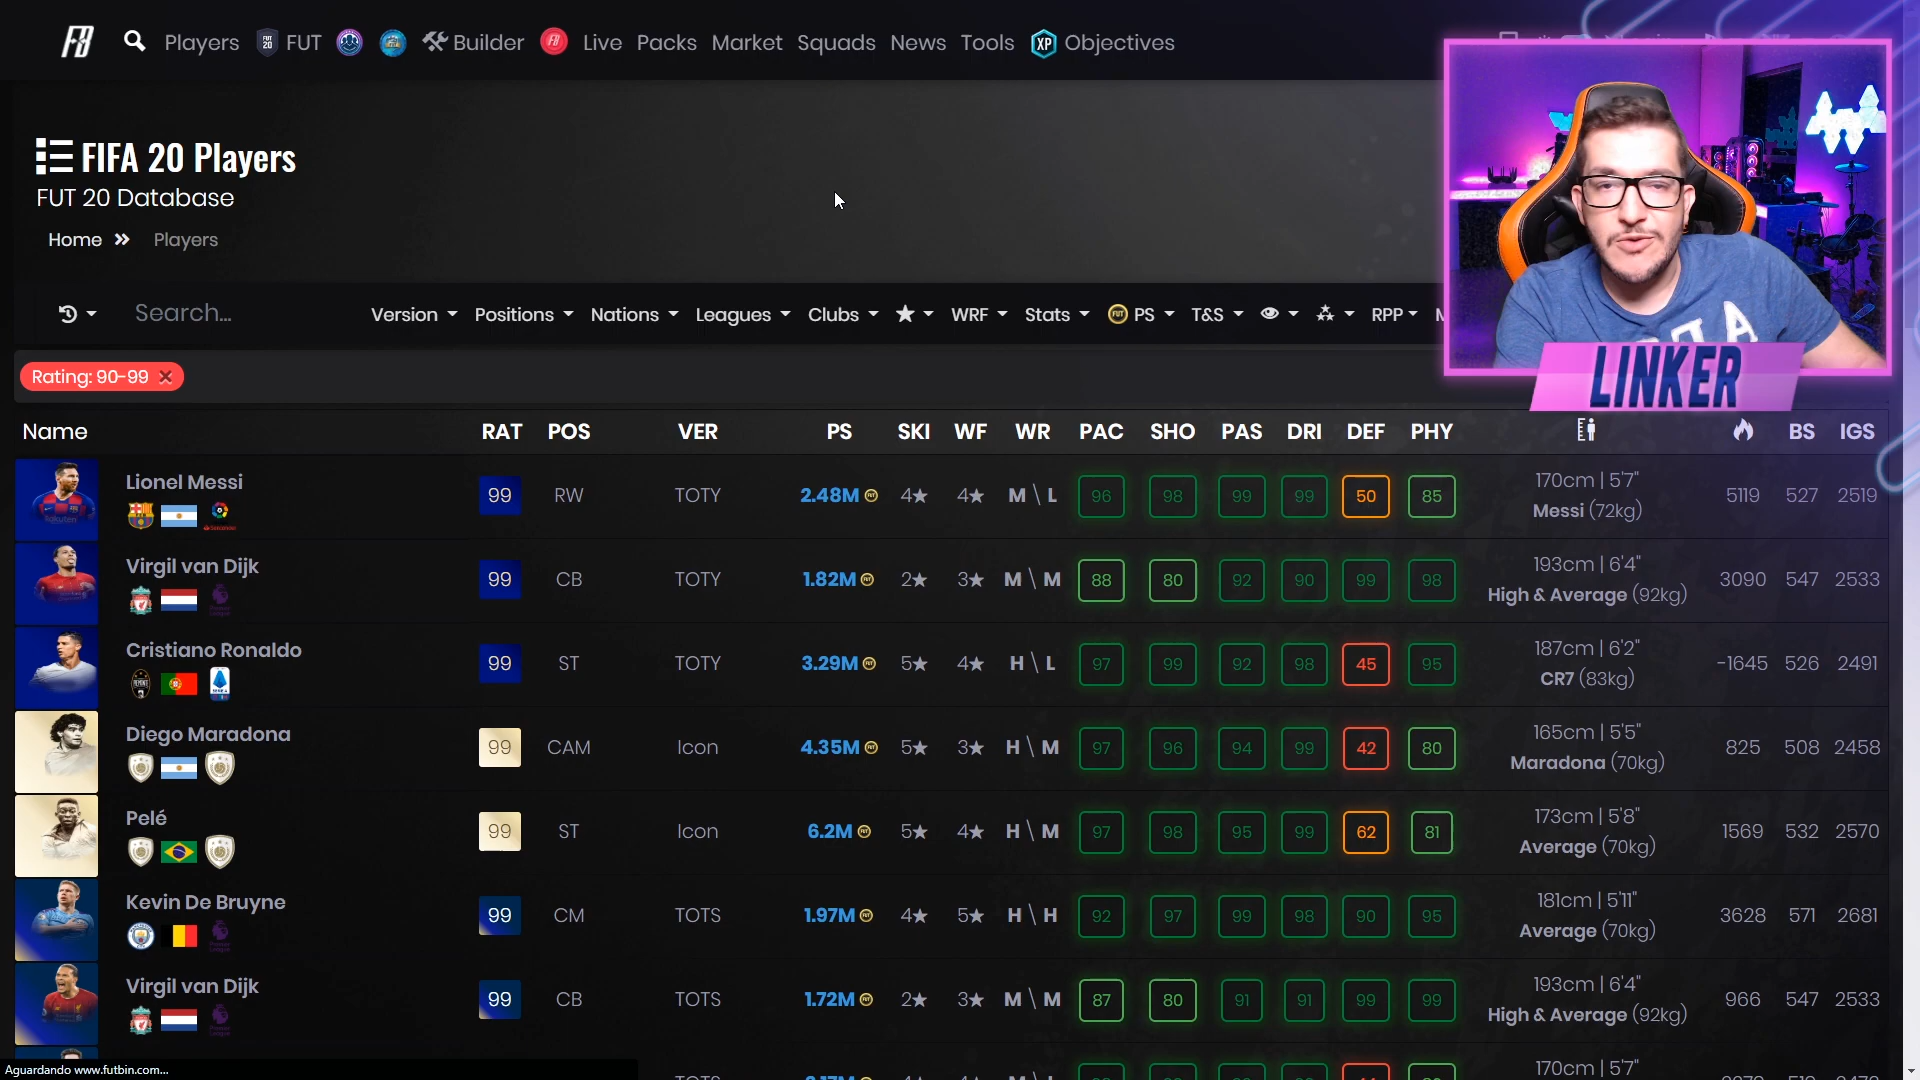 Players FUT Builder Live Packs Market Squads News Tools XP Objectives
FIFA 20 Players
FUT 20 Database
Home Players
Search... Version Positions Nations Leagues Clubs WRF Stats PS T&S RPP
Rating: 90-99
Name RAT POS VER PS SKI WF WR PAC SHO PAS DRI DEF PHY BS IGS
LINKER
Lionel Messi 99 RW TOTY 2.48M 4★ 4★ M \ L 96 98 99 99 50 85 170cm | 5'7" 5119 527 2519
Messi (72kg)
Virgil van Dijk 99 CB TOTY 1.82M 2★ 3★ M \ M 88 80 92 90 99 98 193cm | 6'4" 3090 547 2533
High & Average (92kg)
Cristiano Ronaldo 99 ST TOTY 3.29M 5★ 4★ H \ L 97 99 92 98 45 95 187cm | 6'2" -1645 526 2491
CR7 (83kg)
Diego Maradona 99 CAM Icon 4.35M 5★ 3★ H \ M 97 96 94 99 42 80 165cm | 5'5" 825 508 2458
Maradona (70kg)
Pelé 99 ST Icon 6.2M 5★ 4★ H \ M 97 98 95 99 62 81 173cm | 5'8" 1569 532 2570
Average (70kg)
Kevin De Bruyne 99 CM TOTS 1.97M 4★ 5★ H \ H 92 97 99 98 90 95 181cm | 5'11" 3628 571 2681
Average (70kg)
Virgil van Dijk 99 CB TOTS 1.72M 2★ 3★ M \ M 87 80 91 91 99 99 193cm | 6'4" 966 547 2533
High & Average (92kg)
170cm | 5'7"
Aguardando www.futbin.com...